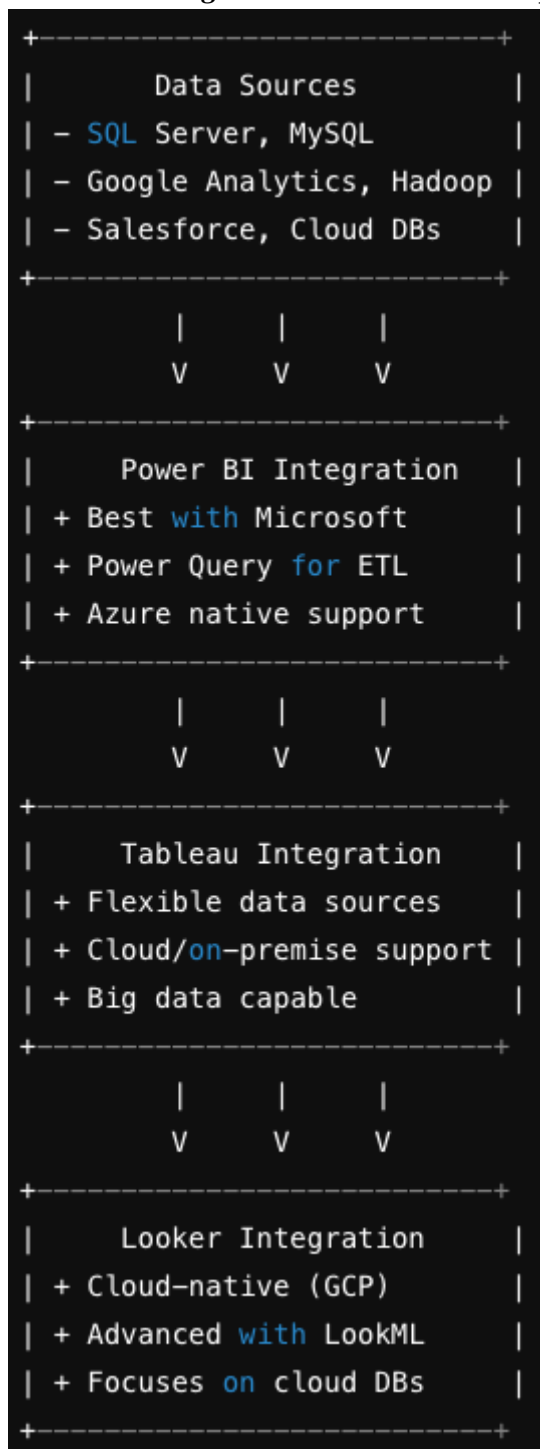 +---------------------------+
|       Data Sources        |
| - SQL Server, MySQL       |
| - Google Analytics, Hadoop |
| - Salesforce, Cloud DBs   |
+---------------------------+
        |     |     |
        V     V     V
+---------------------------+
|     Power BI Integration  |
| + Best with Microsoft     |
| + Power Query for ETL     |
| + Azure native support    |
+---------------------------+
        |     |     |
        V     V     V
+---------------------------+
|     Tableau Integration   |
| + Flexible data sources   |
| + Cloud/on-premise support |
| + Big data capable        |
+---------------------------+
        |     |     |
        V     V     V
+---------------------------+
|     Looker Integration    |
| + Cloud-native (GCP)      |
| + Advanced with LookML    |
| + Focuses on cloud DBs    |
+---------------------------+